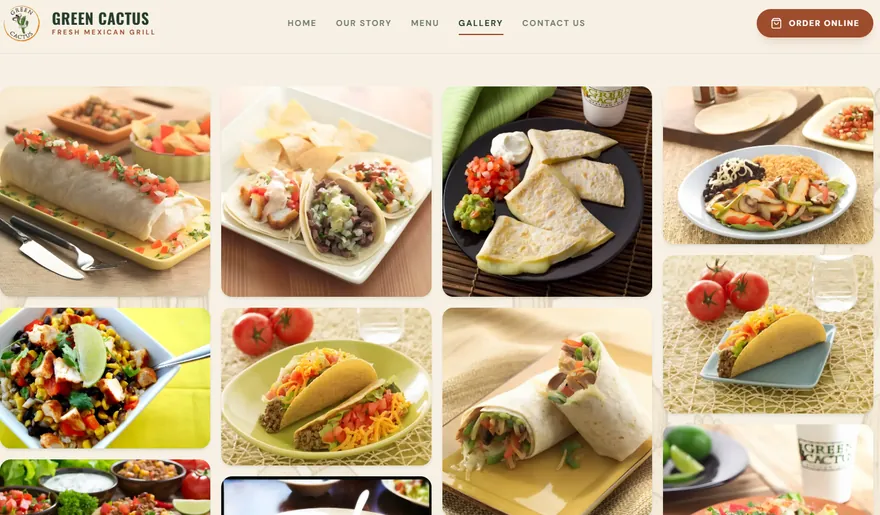 GREEN
CACTUS
GREEN CACTUS
FRESH MEXICAN GRILL
HOME
OUR STORY
MENU
GALLERY
CONTACT US
ORDER ONLINE
GREEN
CACTUS